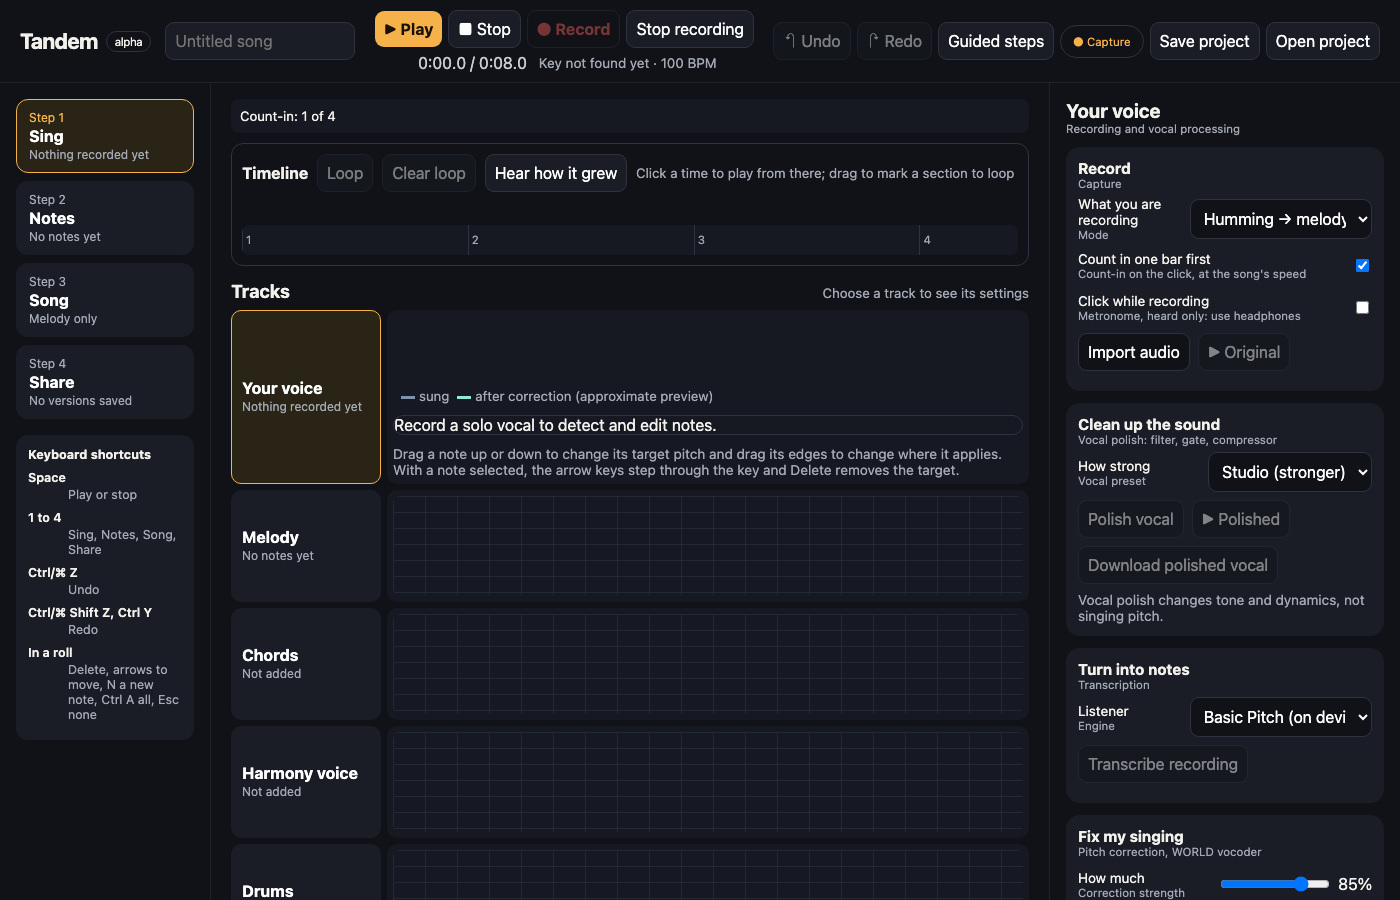 Tandem
alpha
Untitled song
Play
Stop
Record
Stop recording
0:00.0 / 0:08.0
Key not found yet · 100 BPM
Undo
Redo
Guided steps
Capture
Save project
Open project
Step 1
Sing
Nothing recorded yet
Step 2
Notes
No notes yet
Step 3
Song
Melody only
Step 4
Share
No versions saved
Keyboard shortcuts
Space
Play or stop
1 to 4
Sing, Notes, Song,
Share
Ctrl/⌘ Z
Undo
Ctrl/⌘ Shift Z, Ctrl Y
Redo
In a roll
Delete, arrows to
move, N a new
note, Ctrl A all, Esc
none
Count-in: 1 of 4
Timeline
Loop
Clear loop
Hear how it grew
Click a time to play from there; drag to mark a section to loop
1
2
3
4
Tracks
Choose a track to see its settings
Your voice
Nothing recorded yet
sung
after correction (approximate preview)
Record a solo vocal to detect and edit notes.
Drag a note up or down to change its target pitch and drag its edges to change where it applies.
With a note selected, the arrow keys step through the key and Delete removes the target.
Melody
No notes yet
Chords
Not added
Harmony voice
Not added
Drums
Your voice
Recording and vocal processing
Record
Capture
What you are
recording
Mode
Humming → melody
Count in one bar first
Count-in on the click, at the song's speed
Click while recording
Metronome, heard only: use headphones
Import audio
Original
Clean up the sound
Vocal polish: filter, gate, compressor
How strong
Vocal preset
Studio (stronger)
Polish vocal
Polished
Download polished vocal
Vocal polish changes tone and dynamics, not
singing pitch.
Turn into notes
Transcription
Listener
Engine
Basic Pitch (on devi
Transcribe recording
Fix my singing
Pitch correction, WORLD vocoder
How much
Correction strength
85%